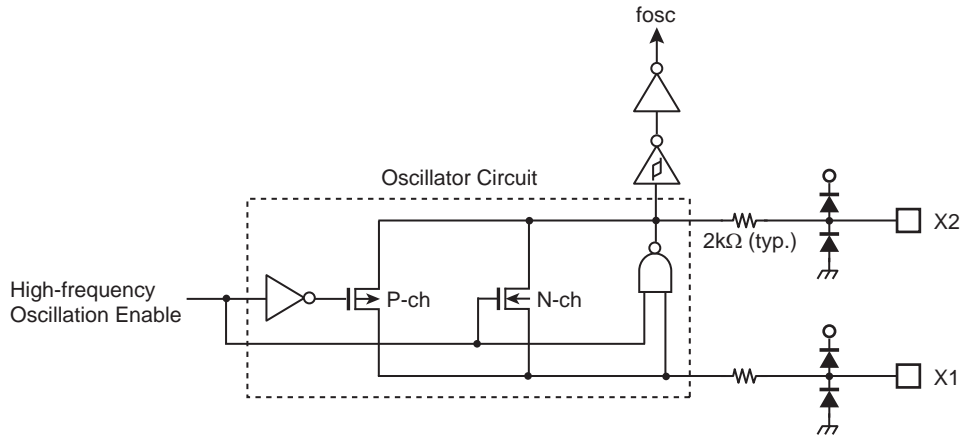 fosc
Oscillator Circuit
X2
2kΩ (typ.)
High-frequency
Oscillation Enable
P-ch
N-ch
X1